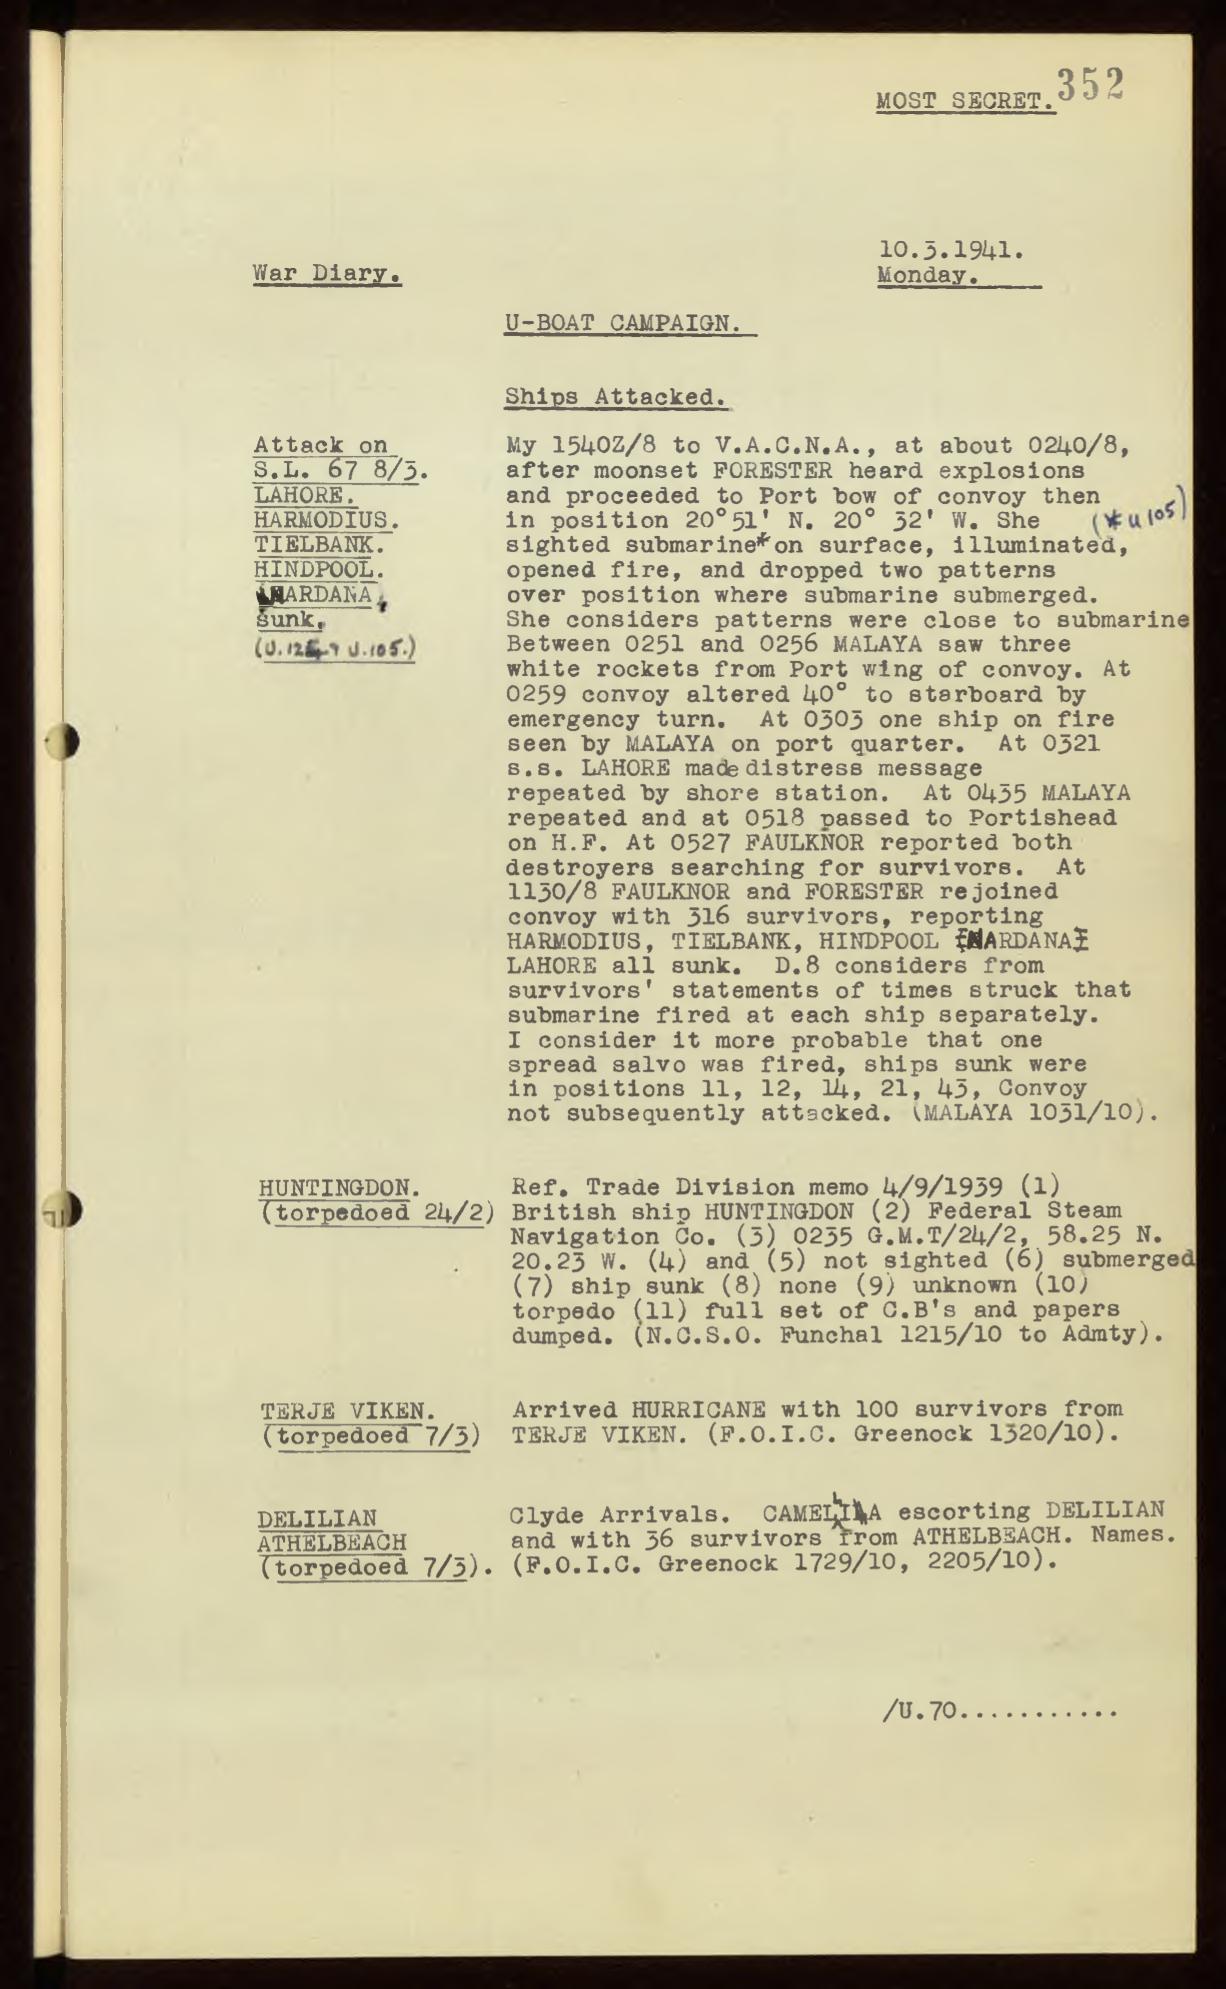 MOST SECRET. 352
10.3.1941.
War Diary. Monday.
U-BOAT CAMPAIGN.
Ships Attacked.
Attack on
S.L. 67 8/3.
LAHORE.
HARMODIUS.
TIELBANK.
HINDPOOL.
NARDANA,
sunk.
(U.124 & U.105.)
My 1540Z/8 to V.A.C.N.A., at about 0240/8,
after moonset FORESTER heard explosions
and proceeded to Port bow of convoy then
in position 20°51' N. 20° 32' W. She (* U 105)
sighted submarine* on surface, illuminated,
opened fire, and dropped two patterns
over position where submarine submerged.
She considers patterns were close to submarine
Between 0251 and 0256 MALAYA saw three
white rockets from Port wing of convoy. At
0259 convoy altered 40° to starboard by
emergency turn. At 0303 one ship on fire
seen by MALAYA on port quarter. At 0321
s.s. LAHORE made distress message
repeated by shore station. At 0435 MALAYA
repeated and at 0518 passed to Portishead
on H.F. At 0527 FAULKNOR reported both
destroyers searching for survivors. At
1130/8 FAULKNOR and FORESTER rejoined
convoy with 316 survivors, reporting
HARMODIUS, TIELBANK, HINDPOOL NARDANA
LAHORE all sunk. D.8 considers from
survivors' statements of times struck that
submarine fired at each ship separately.
I consider it more probable that one
spread salvo was fired, ships sunk were
in positions 11, 12, 14, 21, 43, Convoy
not subsequently attacked. (MALAYA 1031/10).
HUNTINGDON.
(torpedoed 24/2)
Ref. Trade Division memo 4/9/1939 (1)
British ship HUNTINGDON (2) Federal Steam
Navigation Co. (3) 0235 G.M.T/24/2, 58.25 N.
20.23 W. (4) and (5) not sighted (6) submerged
(7) ship sunk (8) none (9) unknown (10)
torpedo (11) full set of C.B's and papers
dumped. (N.C.S.O. Funchal 1215/10 to Admty).
TERJE VIKEN.
(torpedoed 7/3)
Arrived HURRICANE with 100 survivors from
TERJE VIKEN. (F.O.I.C. Greenock 1320/10).
DELILIAN
ATHELBEACH
(torpedoed 7/3).
Clyde Arrivals. CAMELLIA escorting DELILIAN
and with 36 survivors from ATHELBEACH. Names.
(F.O.I.C. Greenock 1729/10, 2205/10).
/U.70...........